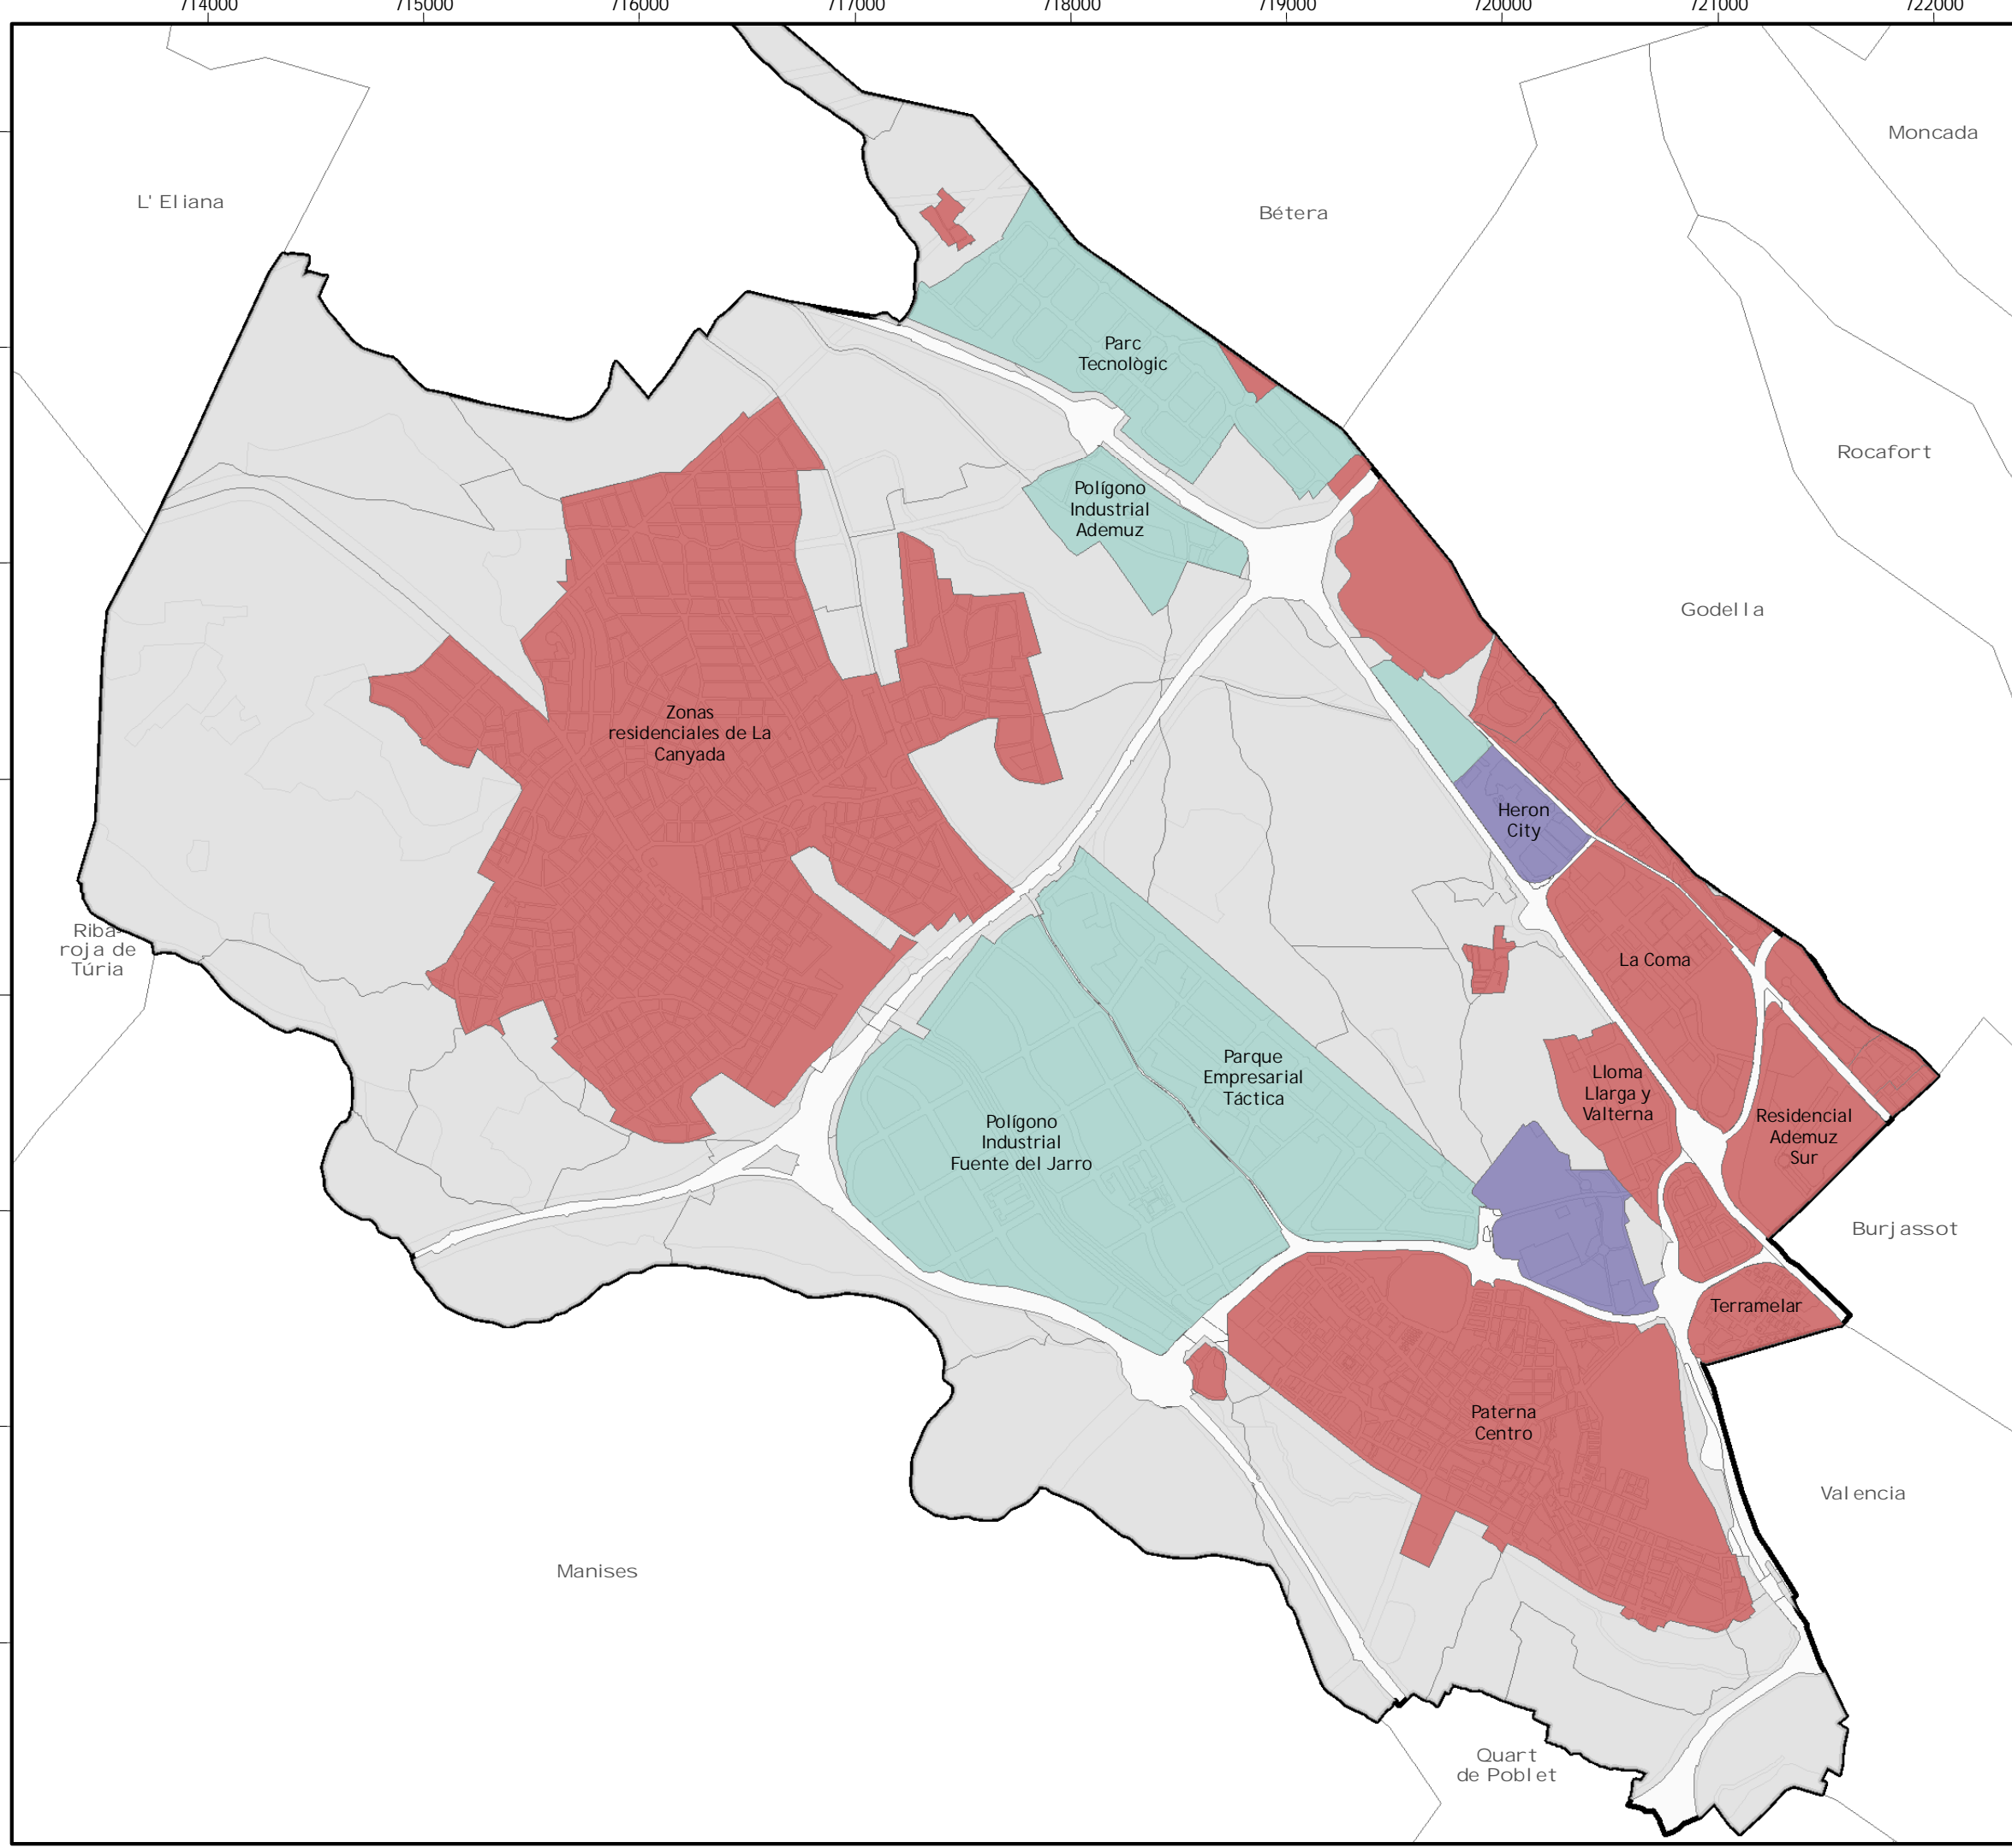 714000
715000
716000
717000
718000
719000
720000
721000
722000
Moncada
L' Eliana
Bétera
Parc
Tecnològic
Rocafort
Polígono
Industrial
Ademuz
Godella
Zonas
residenciales de La
Canyada
Heron
City
Riba-
roja de
Túria
La Coma
Parque
Empresarial
Táctica
Lloma
Llarga y
Valterna
Polígono
Industrial
Fuente del Jarro
Residencial
Ademuz
Sur
Burjassot
Terramelar
Paterna
Centro
Valencia
Manises
Quart
de Poblet